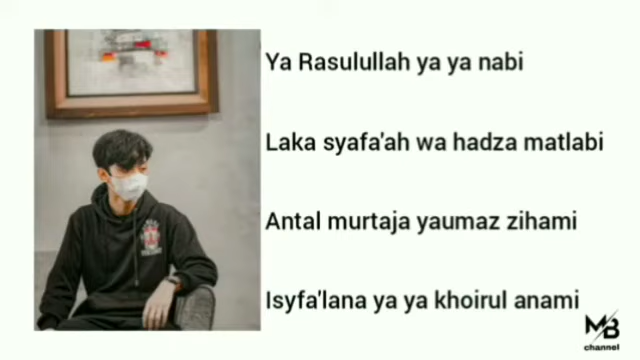 Ya Rasulullah ya ya nabi
Laka syafa'ah wa hadza matlabi
Antal murtaja yaumaz zihami
Isyfa'lana ya ya khoirul anami
MB
channel